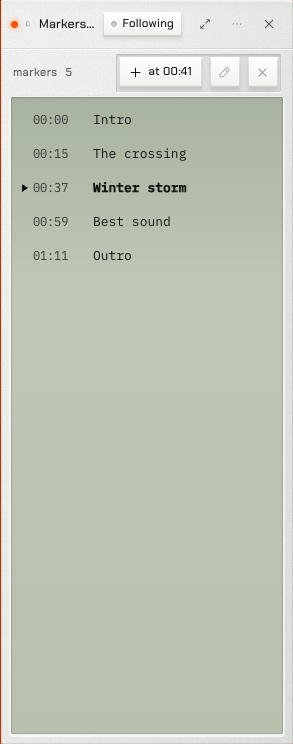 Markers... Following
markers 5 + at 00:41
00:00 Intro
00:15 The crossing
00:37 Winter storm
00:59 Best sound
01:11 Outro